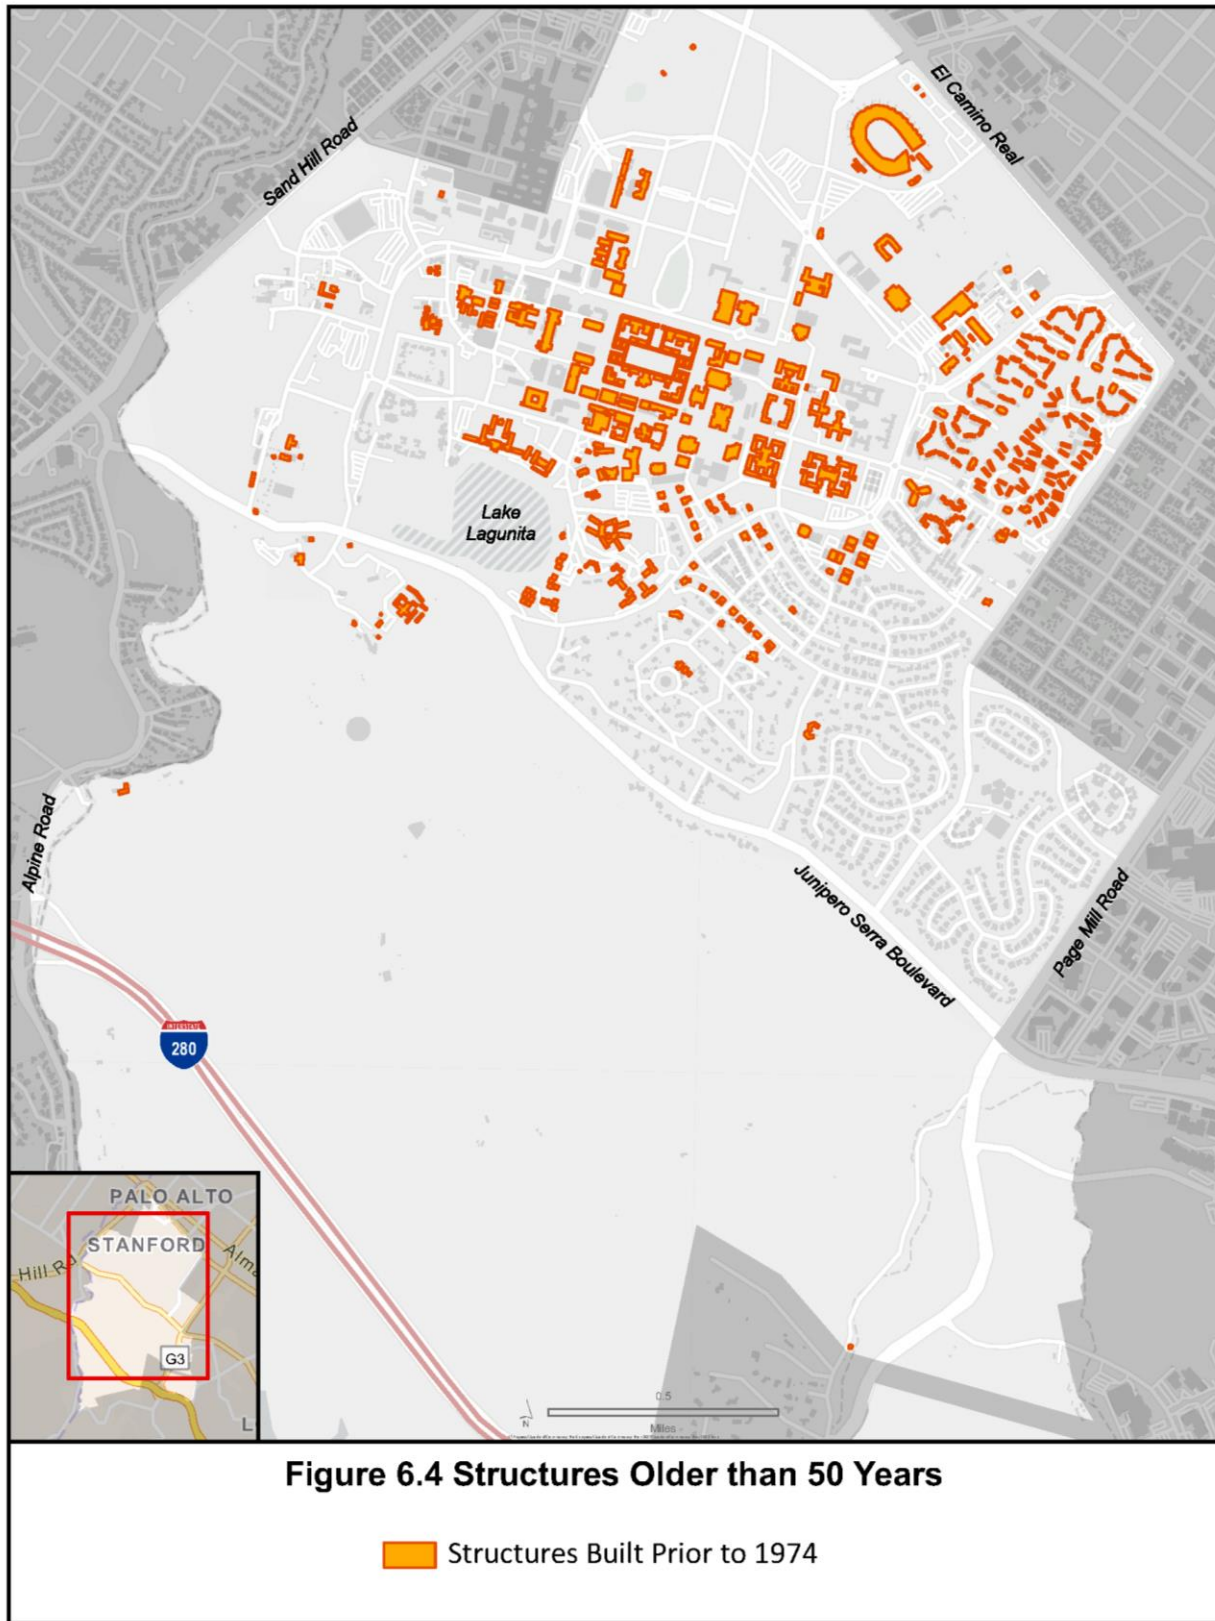 El Camino Real
Sand Hill Road
Lake
Lagunita
Alpine Road
Junipero Serra Boulevard
Page Mill Road
INTERSTATE
280
PALO ALTO
STANFORD
Hill Rd
Alma
G3
L
0.5
N
Miles
Figure 6.4 Structures Older than 50 Years
Structures Built Prior to 1974